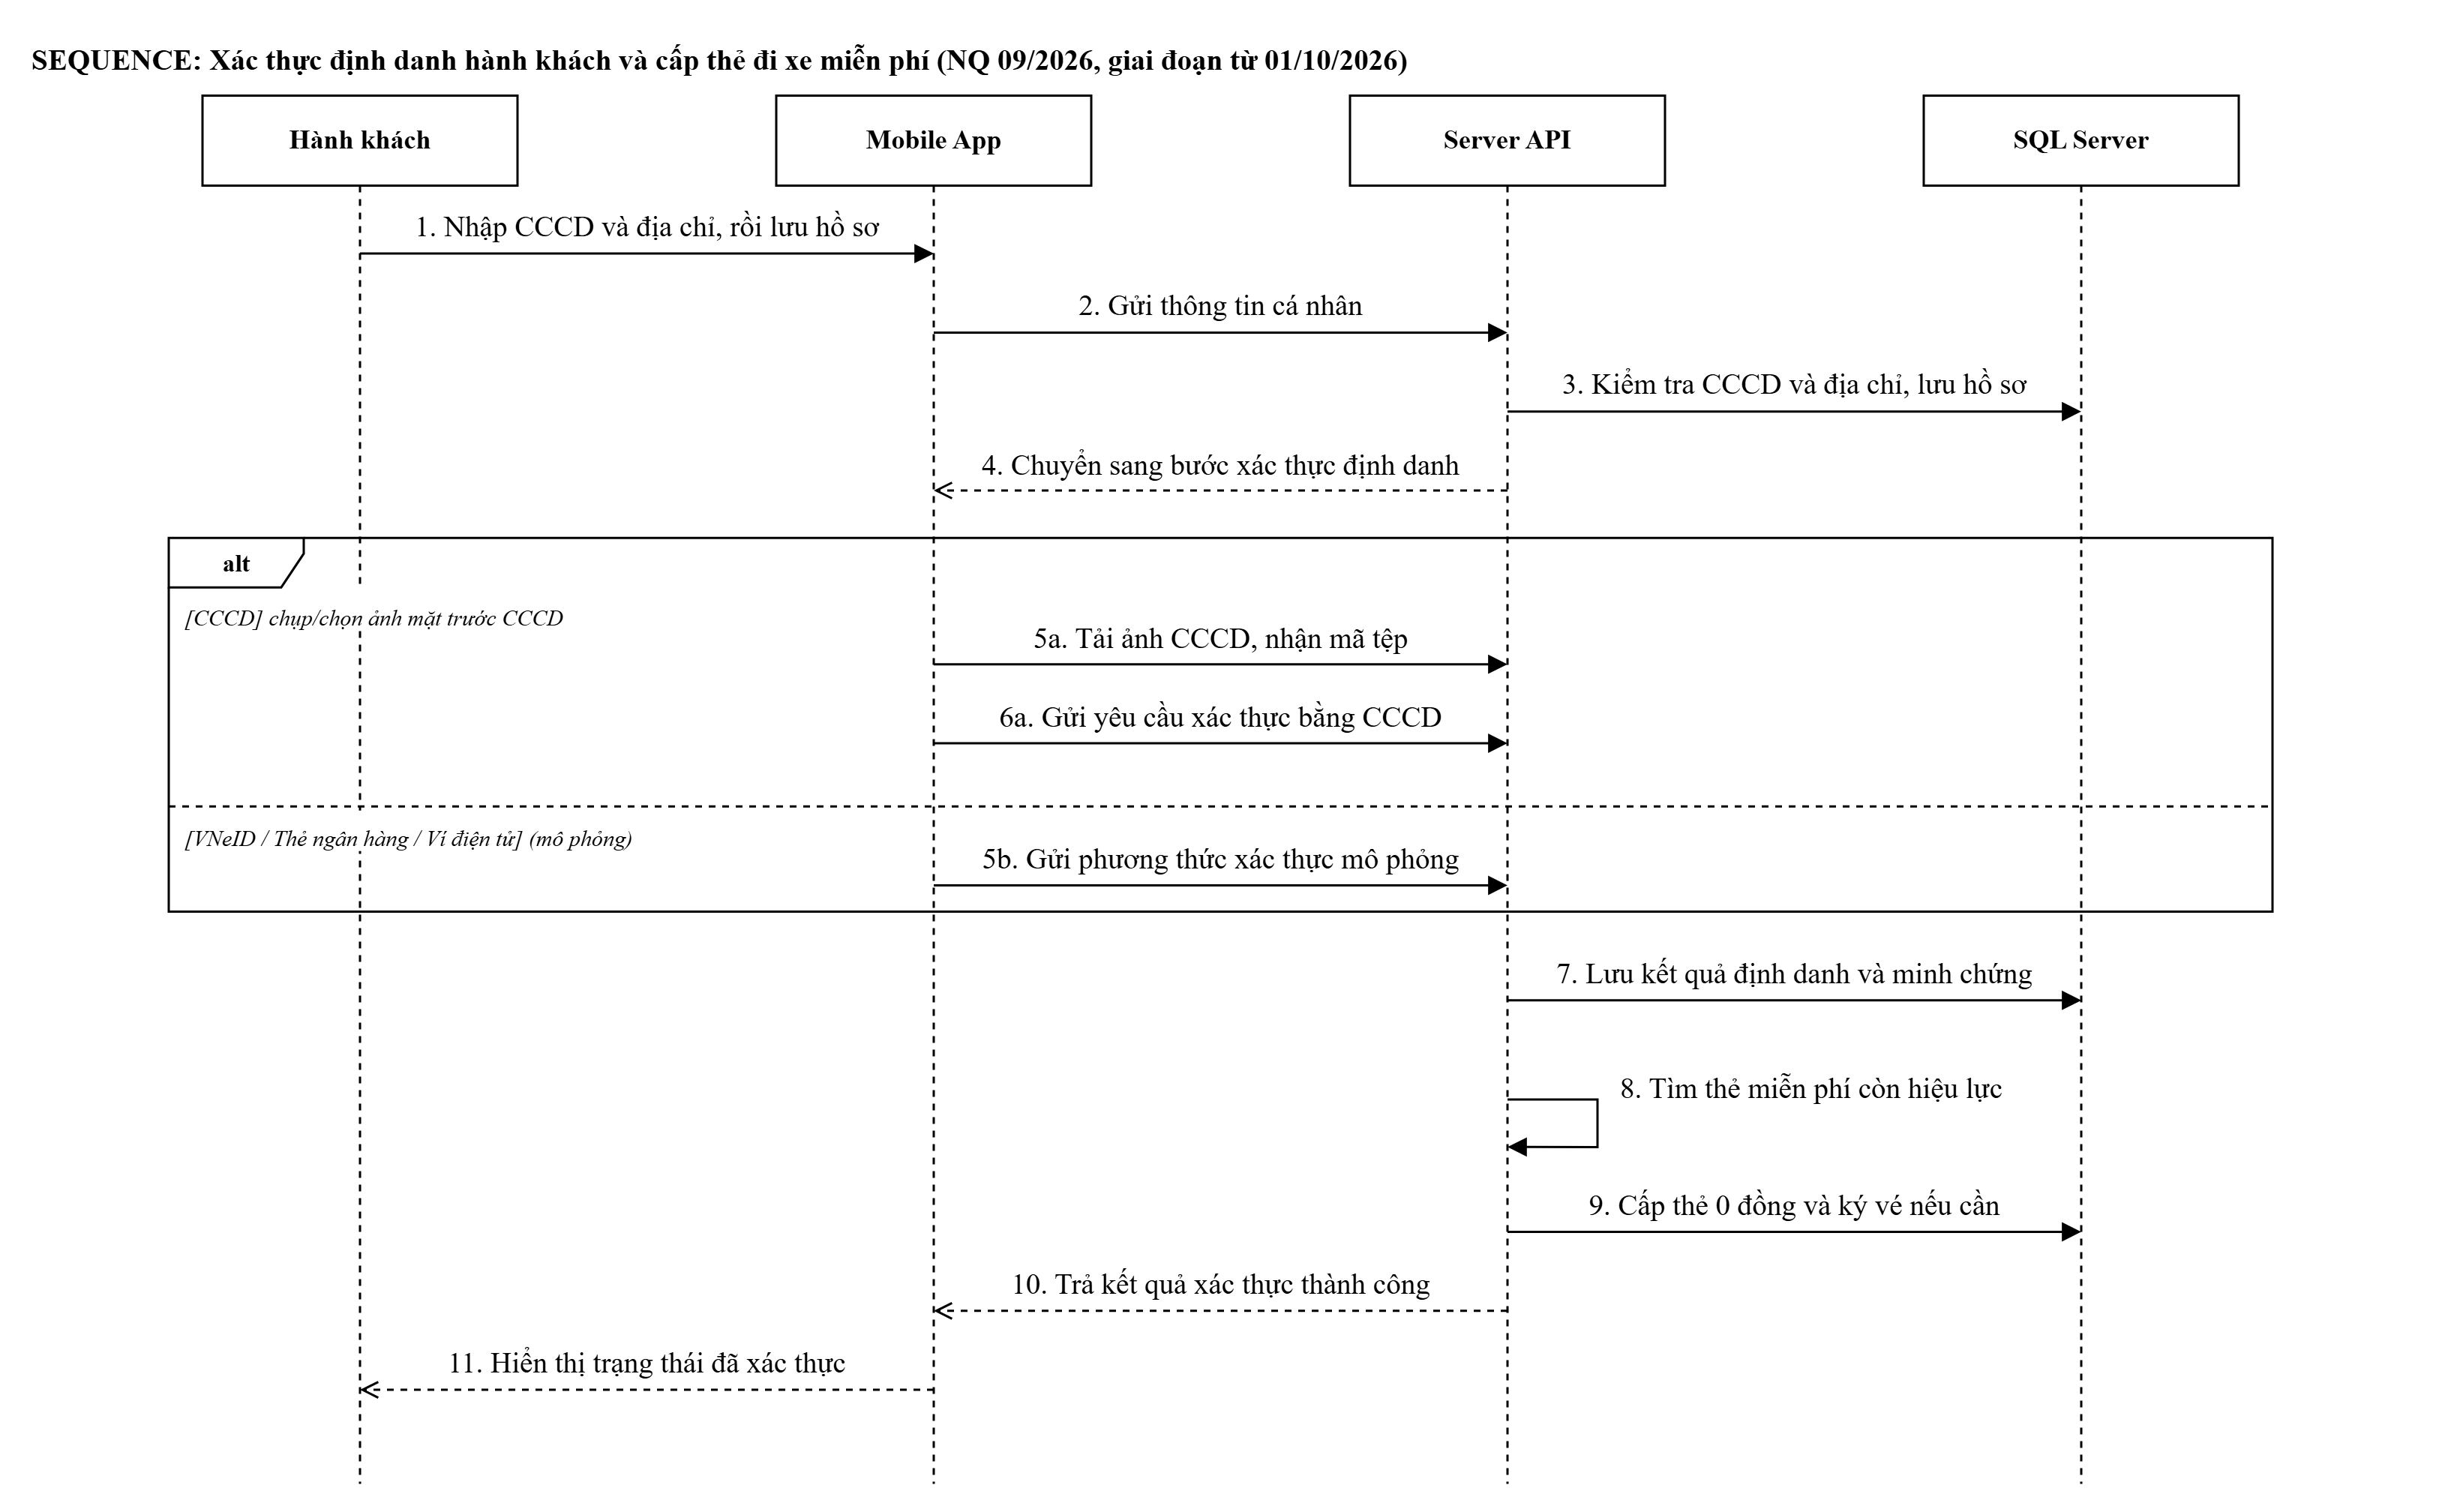 SEQUENCE: Xác thực định danh hành khách và cấp thẻ đi xe miễn phí (NQ 09/2026, giai đoạn từ 01/10/2026)
Hành khách
Mobile App
Server API
SQL Server
1. Nhập CCCD và địa chỉ, rồi lưu hồ sơ
2. Gửi thông tin cá nhân
3. Kiểm tra CCCD và địa chỉ, lưu hồ sơ
4. Chuyển sang bước xác thực định danh
alt
[CCCD] chụp/chọn ảnh mặt trước CCCD
5a. Tải ảnh CCCD, nhận mã tệp
6a. Gửi yêu cầu xác thực bằng CCCD
[VNeID / Thẻ ngân hàng / Ví điện tử] (mô phỏng)
5b. Gửi phương thức xác thực mô phỏng
7. Lưu kết quả định danh và minh chứng
8. Tìm thẻ miễn phí còn hiệu lực
9. Cấp thẻ 0 đồng và ký vé nếu cần
10. Trả kết quả xác thực thành công
11. Hiển thị trạng thái đã xác thực